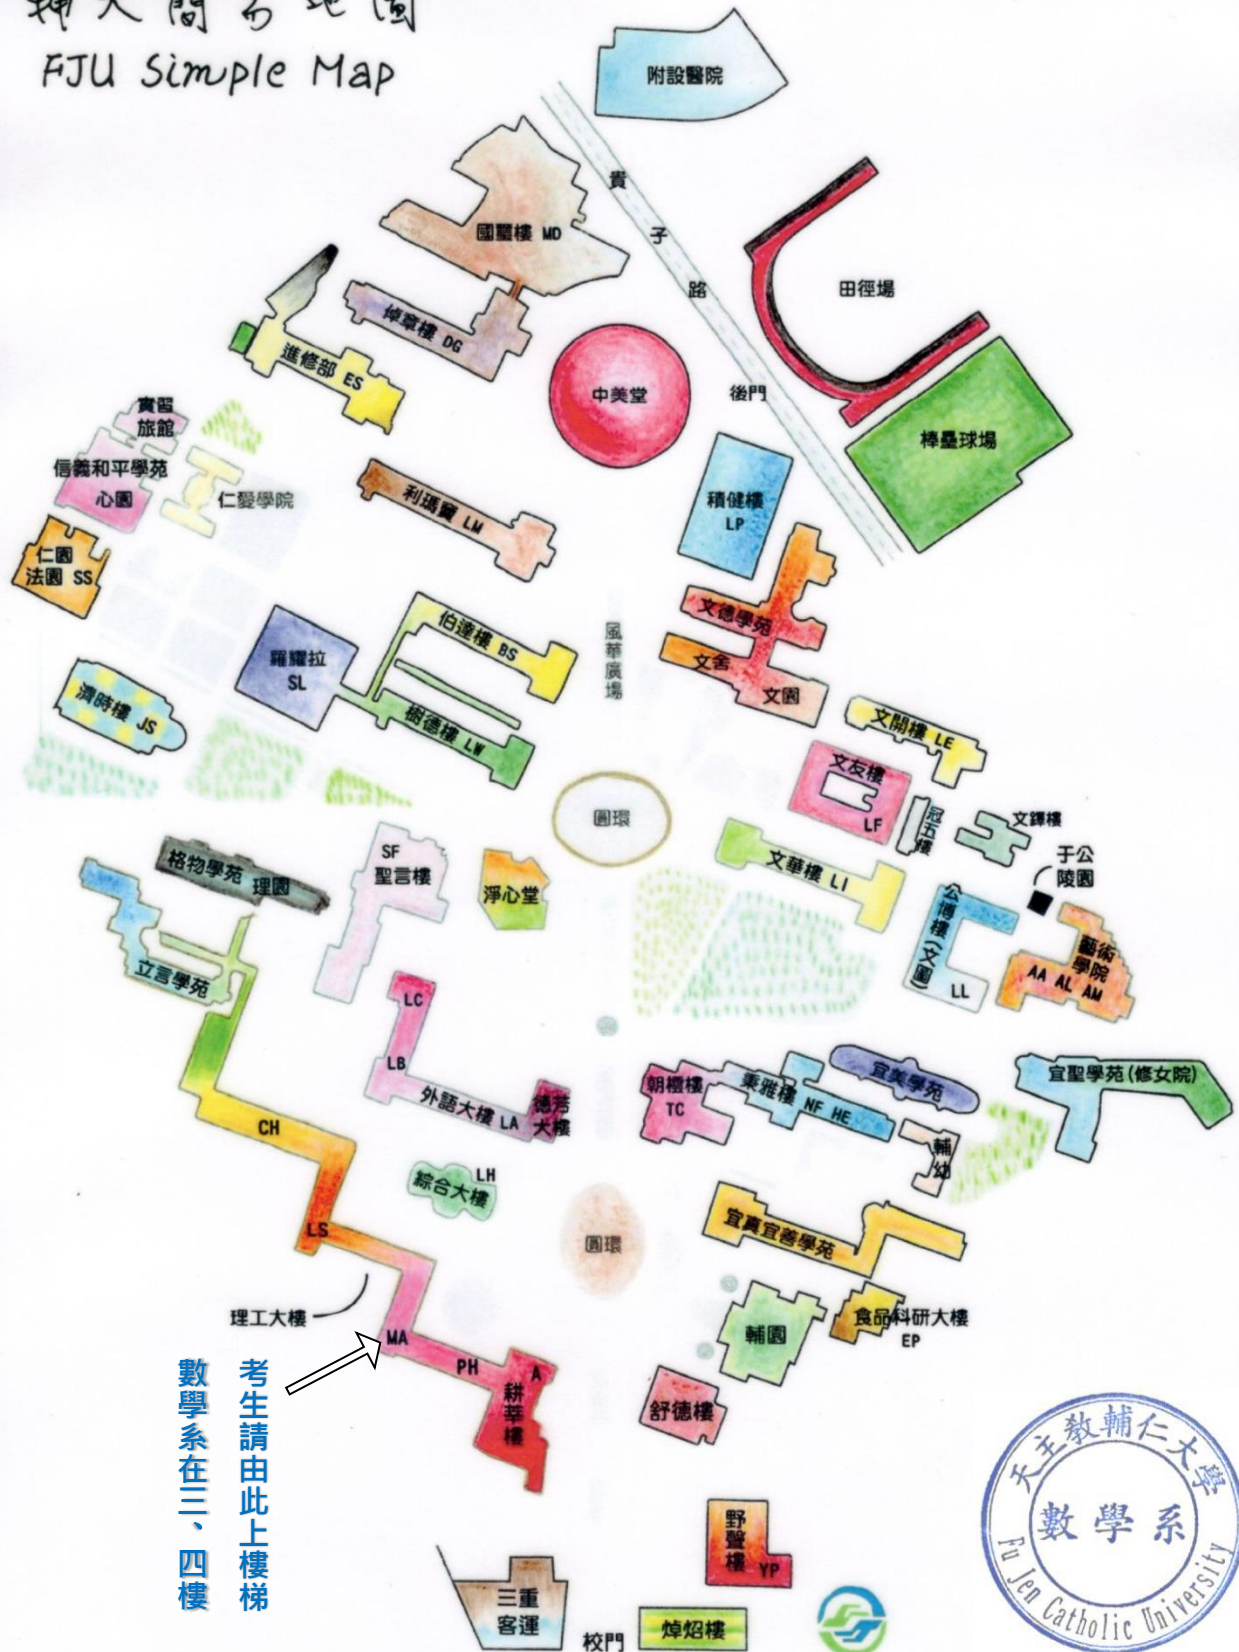 輔大簡易地圖
FJU Simple Map
附設醫院
貴子路
國璽樓 MD
田徑場
倬章樓 DG
進修部 ES
中美堂
後門
棒壘球場
實習
旅館
信義和平學苑
心園
仁愛學院
利瑪竇 LM
積健樓
LP
仁園
法園 SS
文德學苑
伯達樓 BS
風華廣場
羅耀拉
SL
文舍
文園
濟時樓 JS
樹德樓 LW
文開樓 LE
文友樓
LF
冠五樓
文鐸樓
圓環
于公
陵園
格物學苑 理園
SF
聖言樓
淨心堂
文華樓 LI
公博樓(文圖)
LL
藝術
學院
AA AL AM
立言學苑
LC
LB
外語大樓 LA
德芳
大樓
朝橒樓
TC
秉雅樓 NF HE
宜美學苑
宜聖學苑(修女院)
CH
輔幼
LH
綜合大樓
LS
圓環
宜真宜善學苑
理工大樓
MA
PH
A
耕莘樓
輔園
食品科研大樓
EP
舒德樓
考生請由此上樓梯
數學系在三、四樓
野聲樓
YP
三重
客運
校門
焯炤樓
天主教輔仁大學
數學系
Fu Jen Catholic University